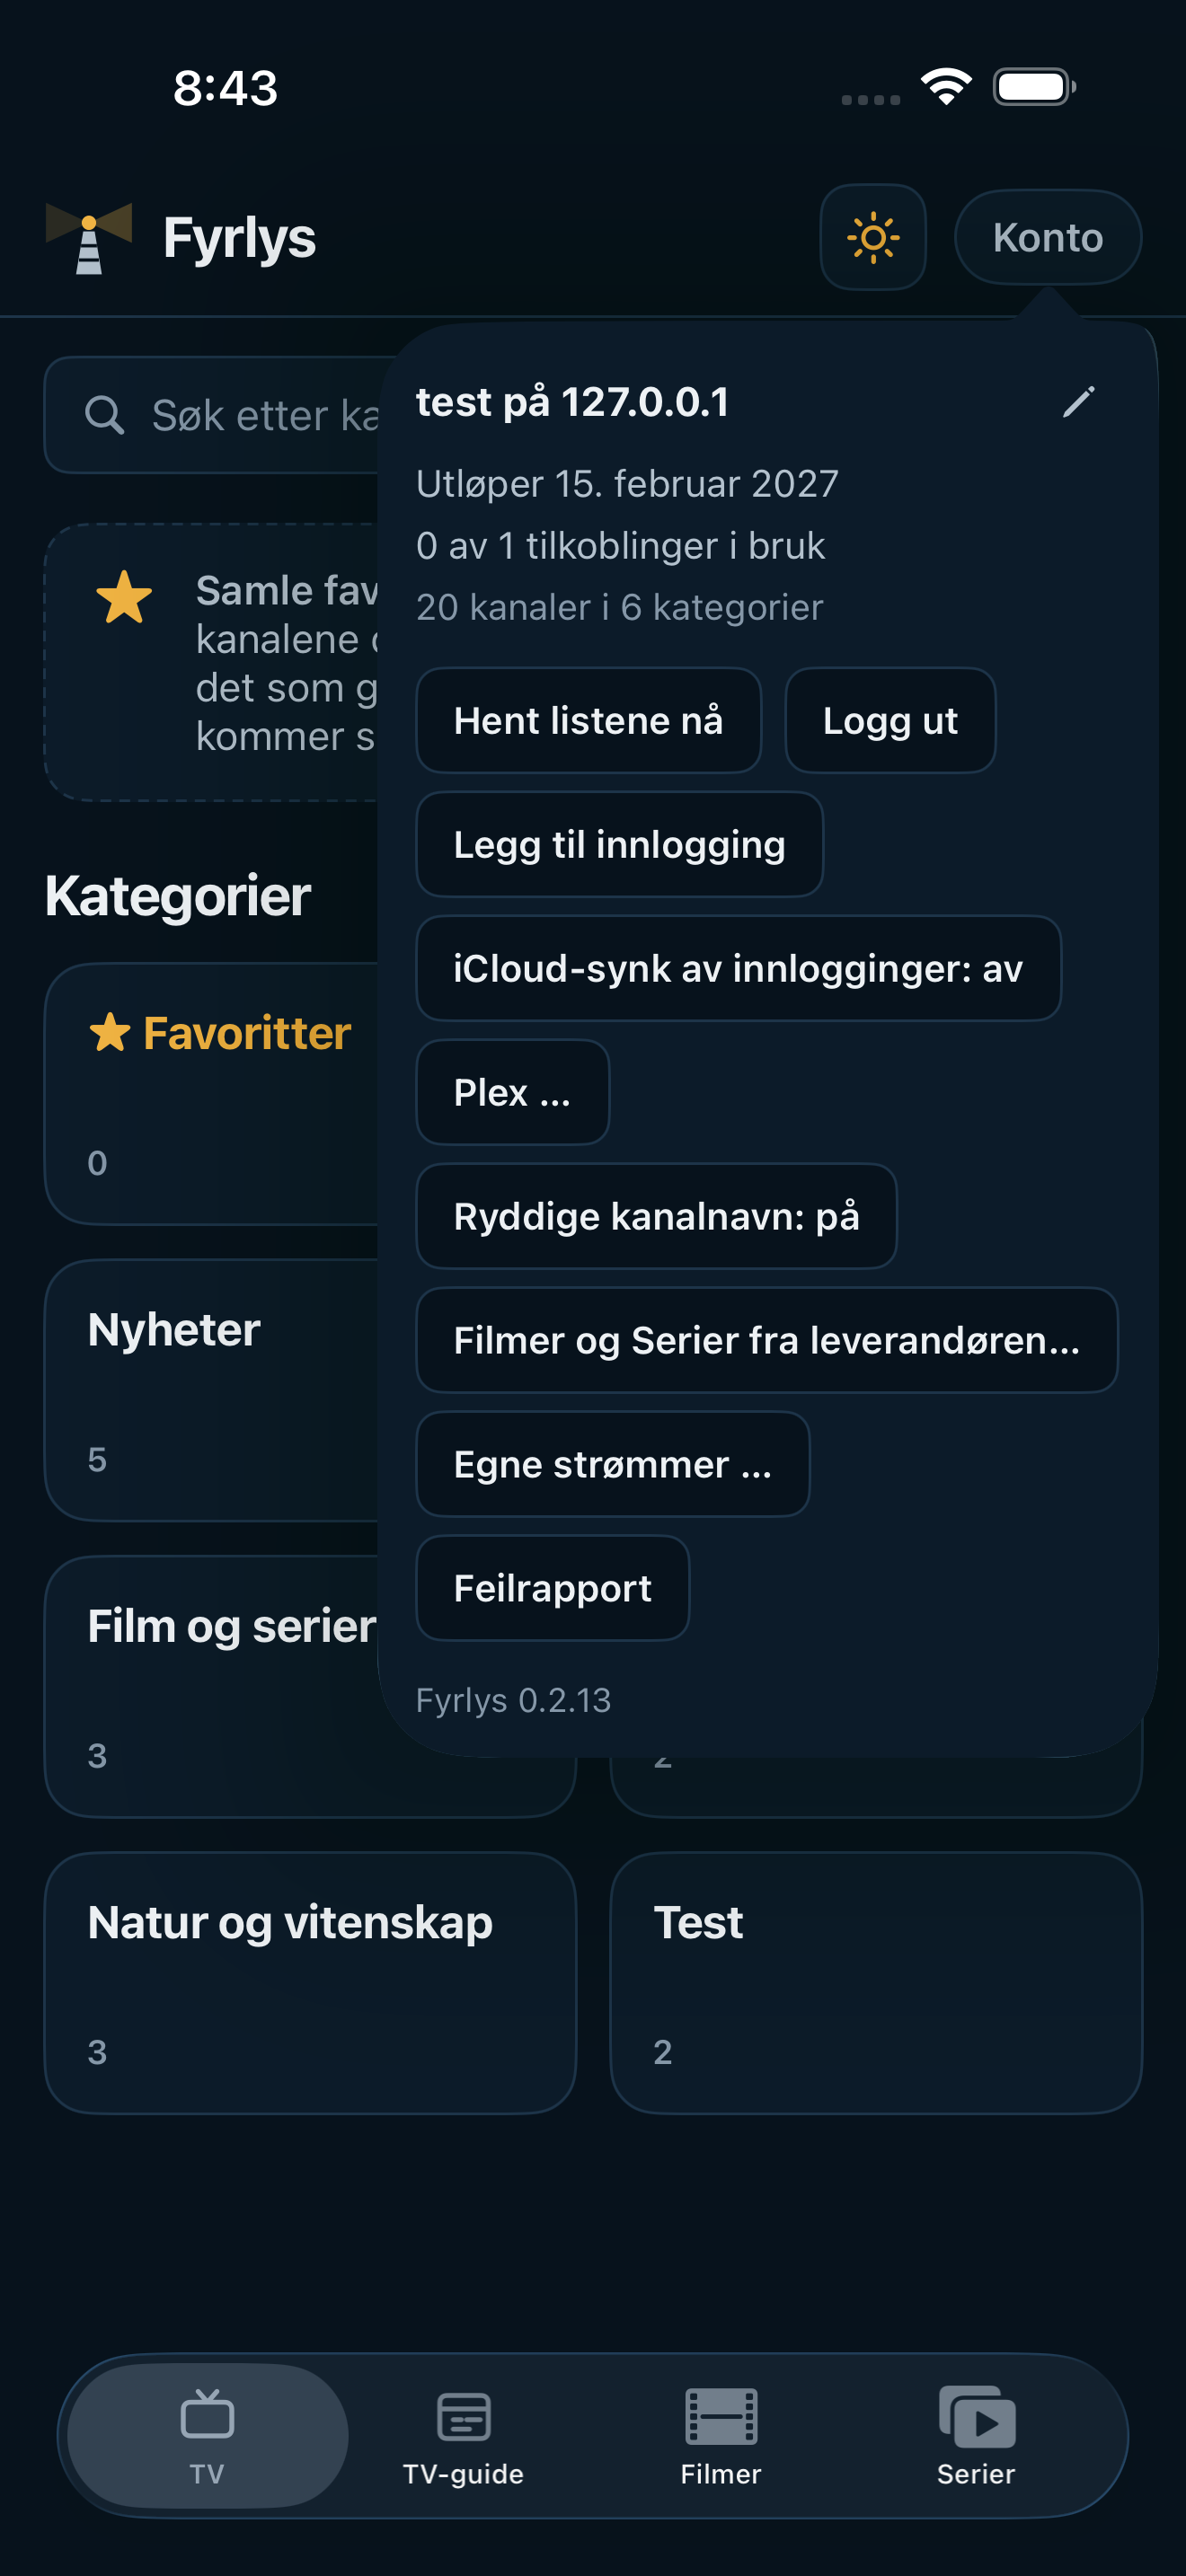 8:43
Fyrlys
Konto
Søk etter ka
test på 127.0.0.1
Utløper 15. februar 2027
0 av 1 tilkoblinger i bruk
20 kanaler i 6 kategorier
Samle fav
kanalene
det som g
kommer s
Hent listene nå
Logg ut
Legg til innlogging
iCloud-synk av innlogginger: av
Plex ...
Ryddige kanalnavn: på
Filmer og Serier fra leverandøren...
Egne strømmer ...
Feilrapport
Fyrlys 0.2.13
Kategorier
Favoritter
0
Nyheter
5
Film og serier
3
2
Natur og vitenskap
3
Test
2
TV
TV-guide
Filmer
Serier